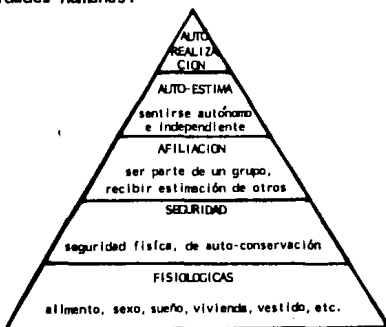 humanos?
AUTO
REALIZA
CION
AUTO-ESTIMA
sentirse autónomo
e independiente
AFILIACION
ser parte de un grupo,
recibir estimación de otros
SEGURIDAD
seguridad física, de auto-conservación
FISIOLOGICAS
alimento, sexo, sueño, vivienda, vestido, etc.